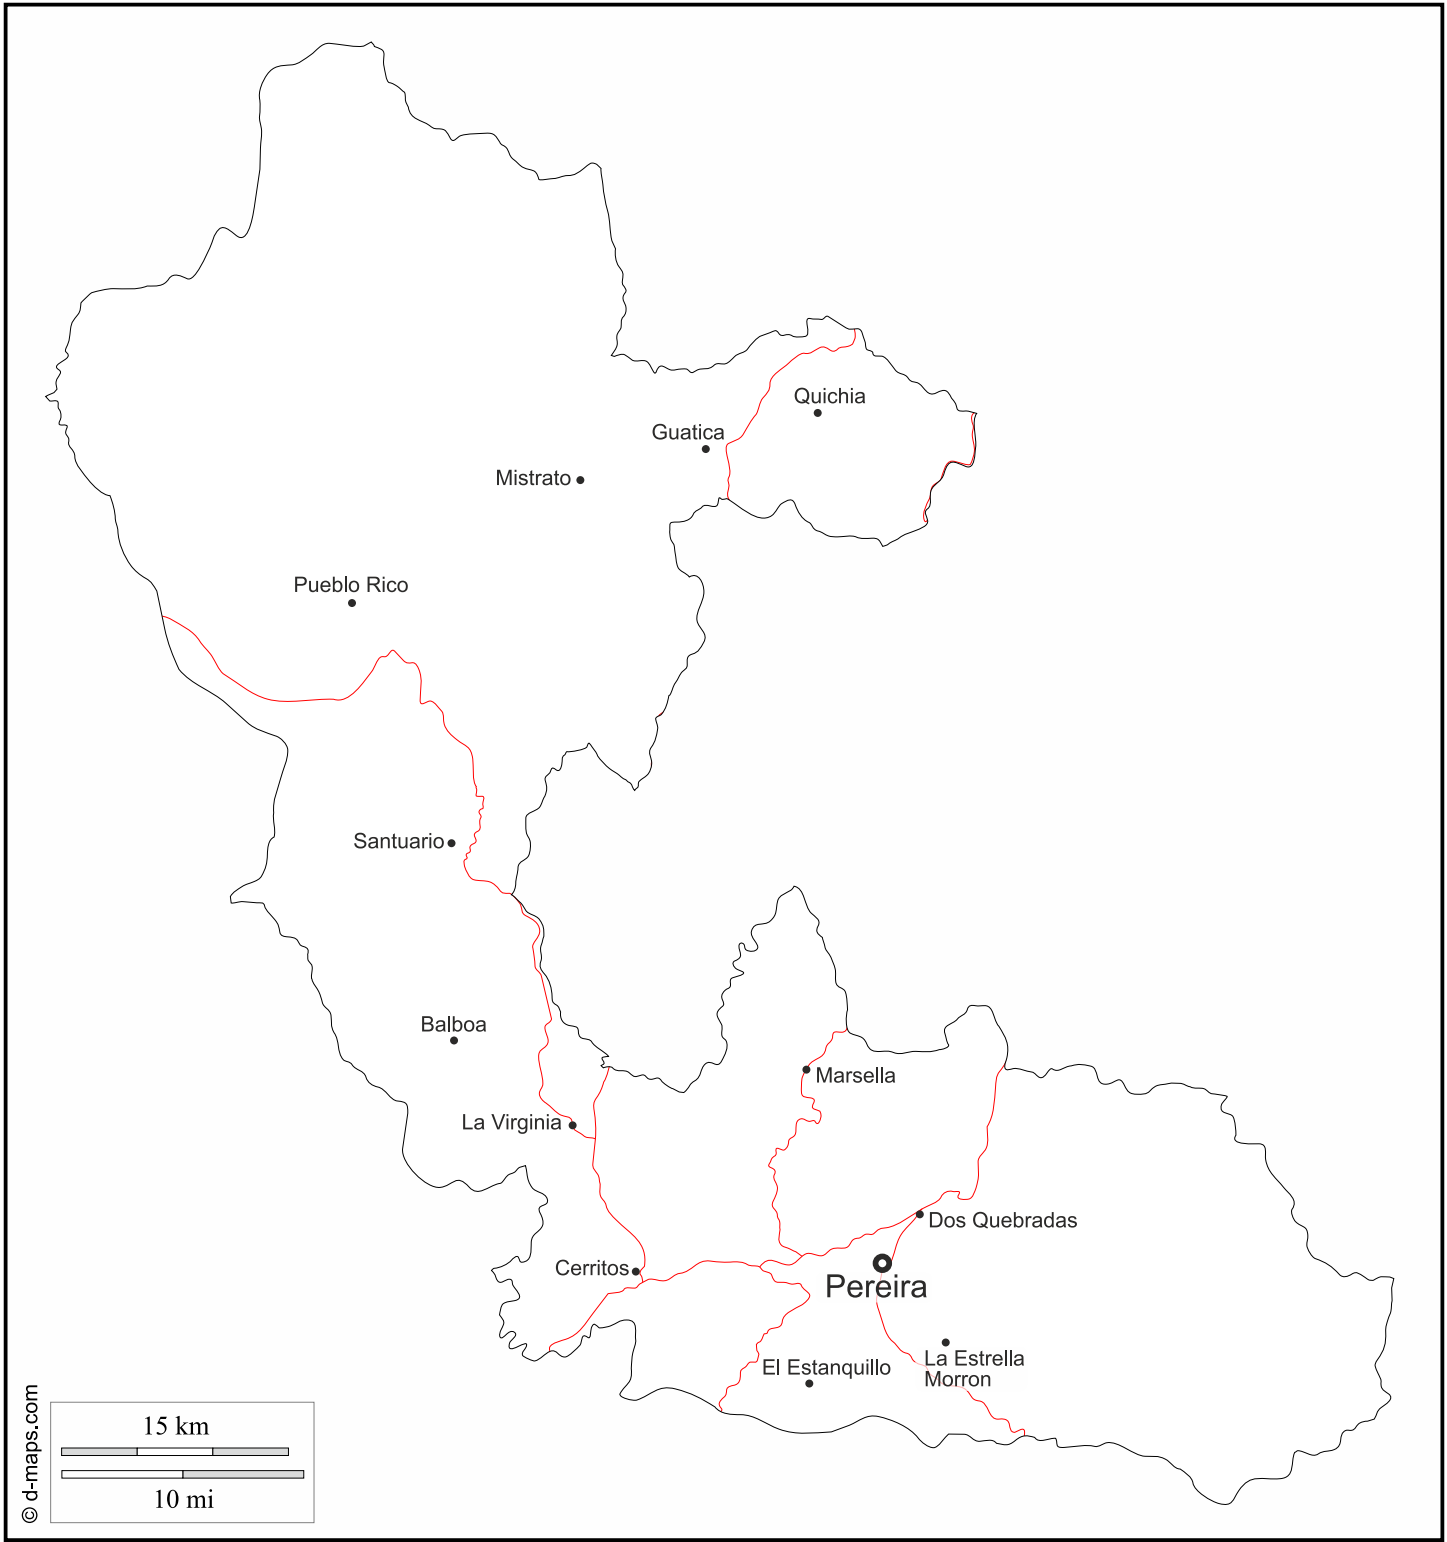 Quichia
Guatica
Mistrato
Pueblo Rico
Santuario
Balboa
Marsella
La Virginia
Dos Quebradas
Cerritos
Pereira
La Estrella
Morron
El Estanquillo
15 km
10 mi
© d-maps.com